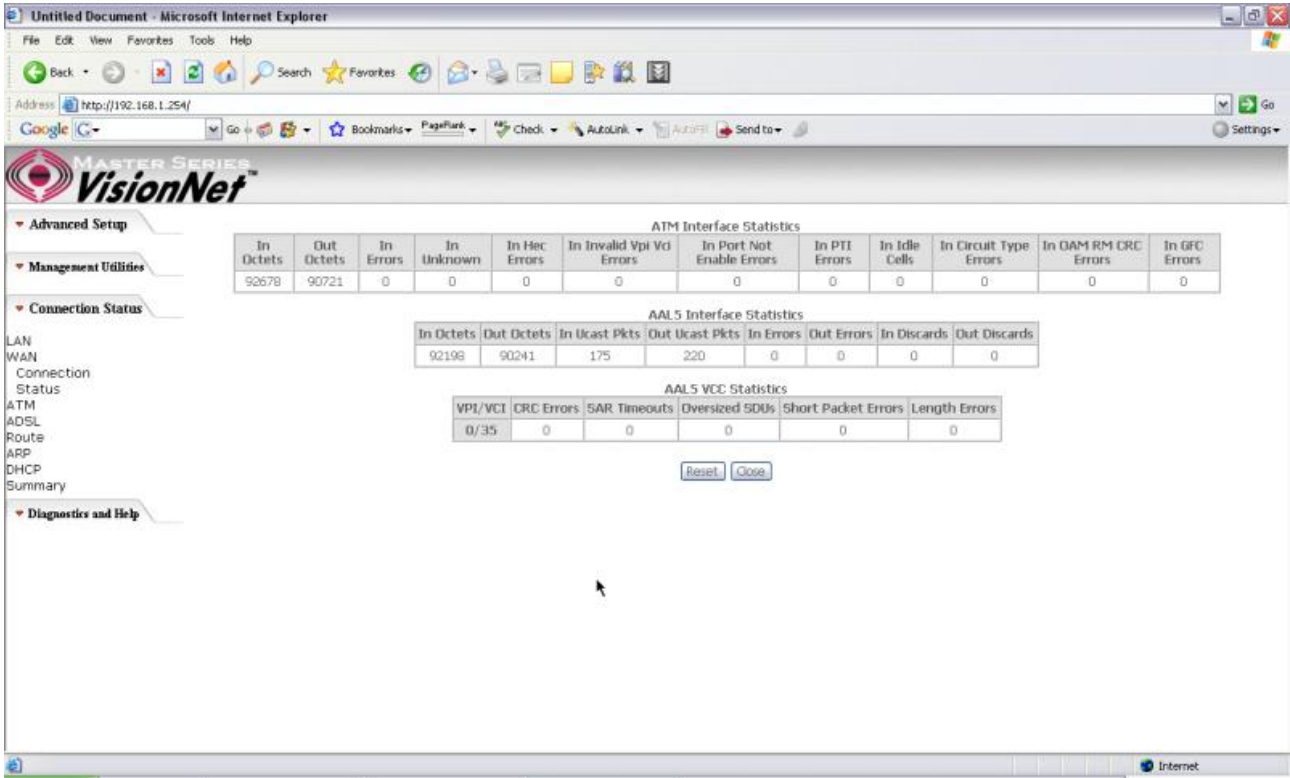 Untitled Document - Microsoft Internet Explorer
File Edit View Favorites Tools Help
Back Search Favorites
Address http://192.168.1.254/ Go
Google G Go Bookmarks PageRank Check AutoLink AutoFill Send to Settings
MASTER SERIES
VisionNet™
Advanced Setup
Management Utilities
Connection Status
LAN
WAN
Connection
Status
ATM
ADSL
Route
ARP
DHCP
Summary
Diagnostics and Help
ATM Interface Statistics
In Octets Out Octets In Errors In Unknown In Hec Errors In Invalid Vpi Vci Errors In Port Not Enable Errors In PTI Errors In Idle Cells In Circuit Type Errors In OAM RM CRC Errors In GFC Errors
92678 90721 0 0 0 0 0 0 0 0 0 0
AAL5 Interface Statistics
In Octets Out Octets In Ucast Pkts Out Ucast Pkts In Errors Out Errors In Discards Out Discards
92198 90241 175 220 0 0 0 0
AAL5 VCC Statistics
VPI/VCI CRC Errors SAR Timeouts Oversized SDUs Short Packet Errors Length Errors
0/35 0 0 0 0 0
Reset Close
Internet